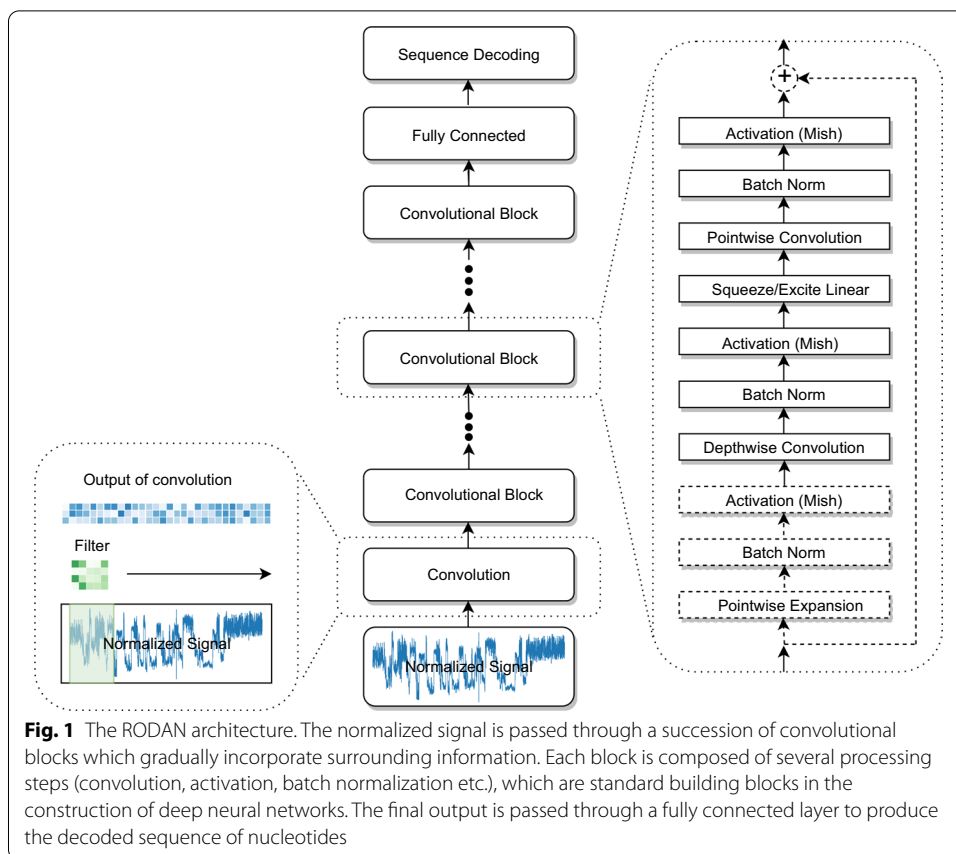 Sequence Decoding
Fully Connected
Convolutional Block
Convolutional Block
Convolutional Block
Convolution
Normalized Signal
Output of convolution
Filter
Normalized Signal
+
Activation (Mish)
Batch Norm
Pointwise Convolution
Squeeze/Excite Linear
Activation (Mish)
Batch Norm
Depthwise Convolution
Activation (Mish)
Batch Norm
Pointwise Expansion
Fig. 1 The RODAN architecture. The normalized signal is passed through a succession of convolutional
blocks which gradually incorporate surrounding information. Each block is composed of several processing
steps (convolution, activation, batch normalization etc.), which are standard building blocks in the
construction of deep neural networks. The final output is passed through a fully connected layer to produce
the decoded sequence of nucleotides